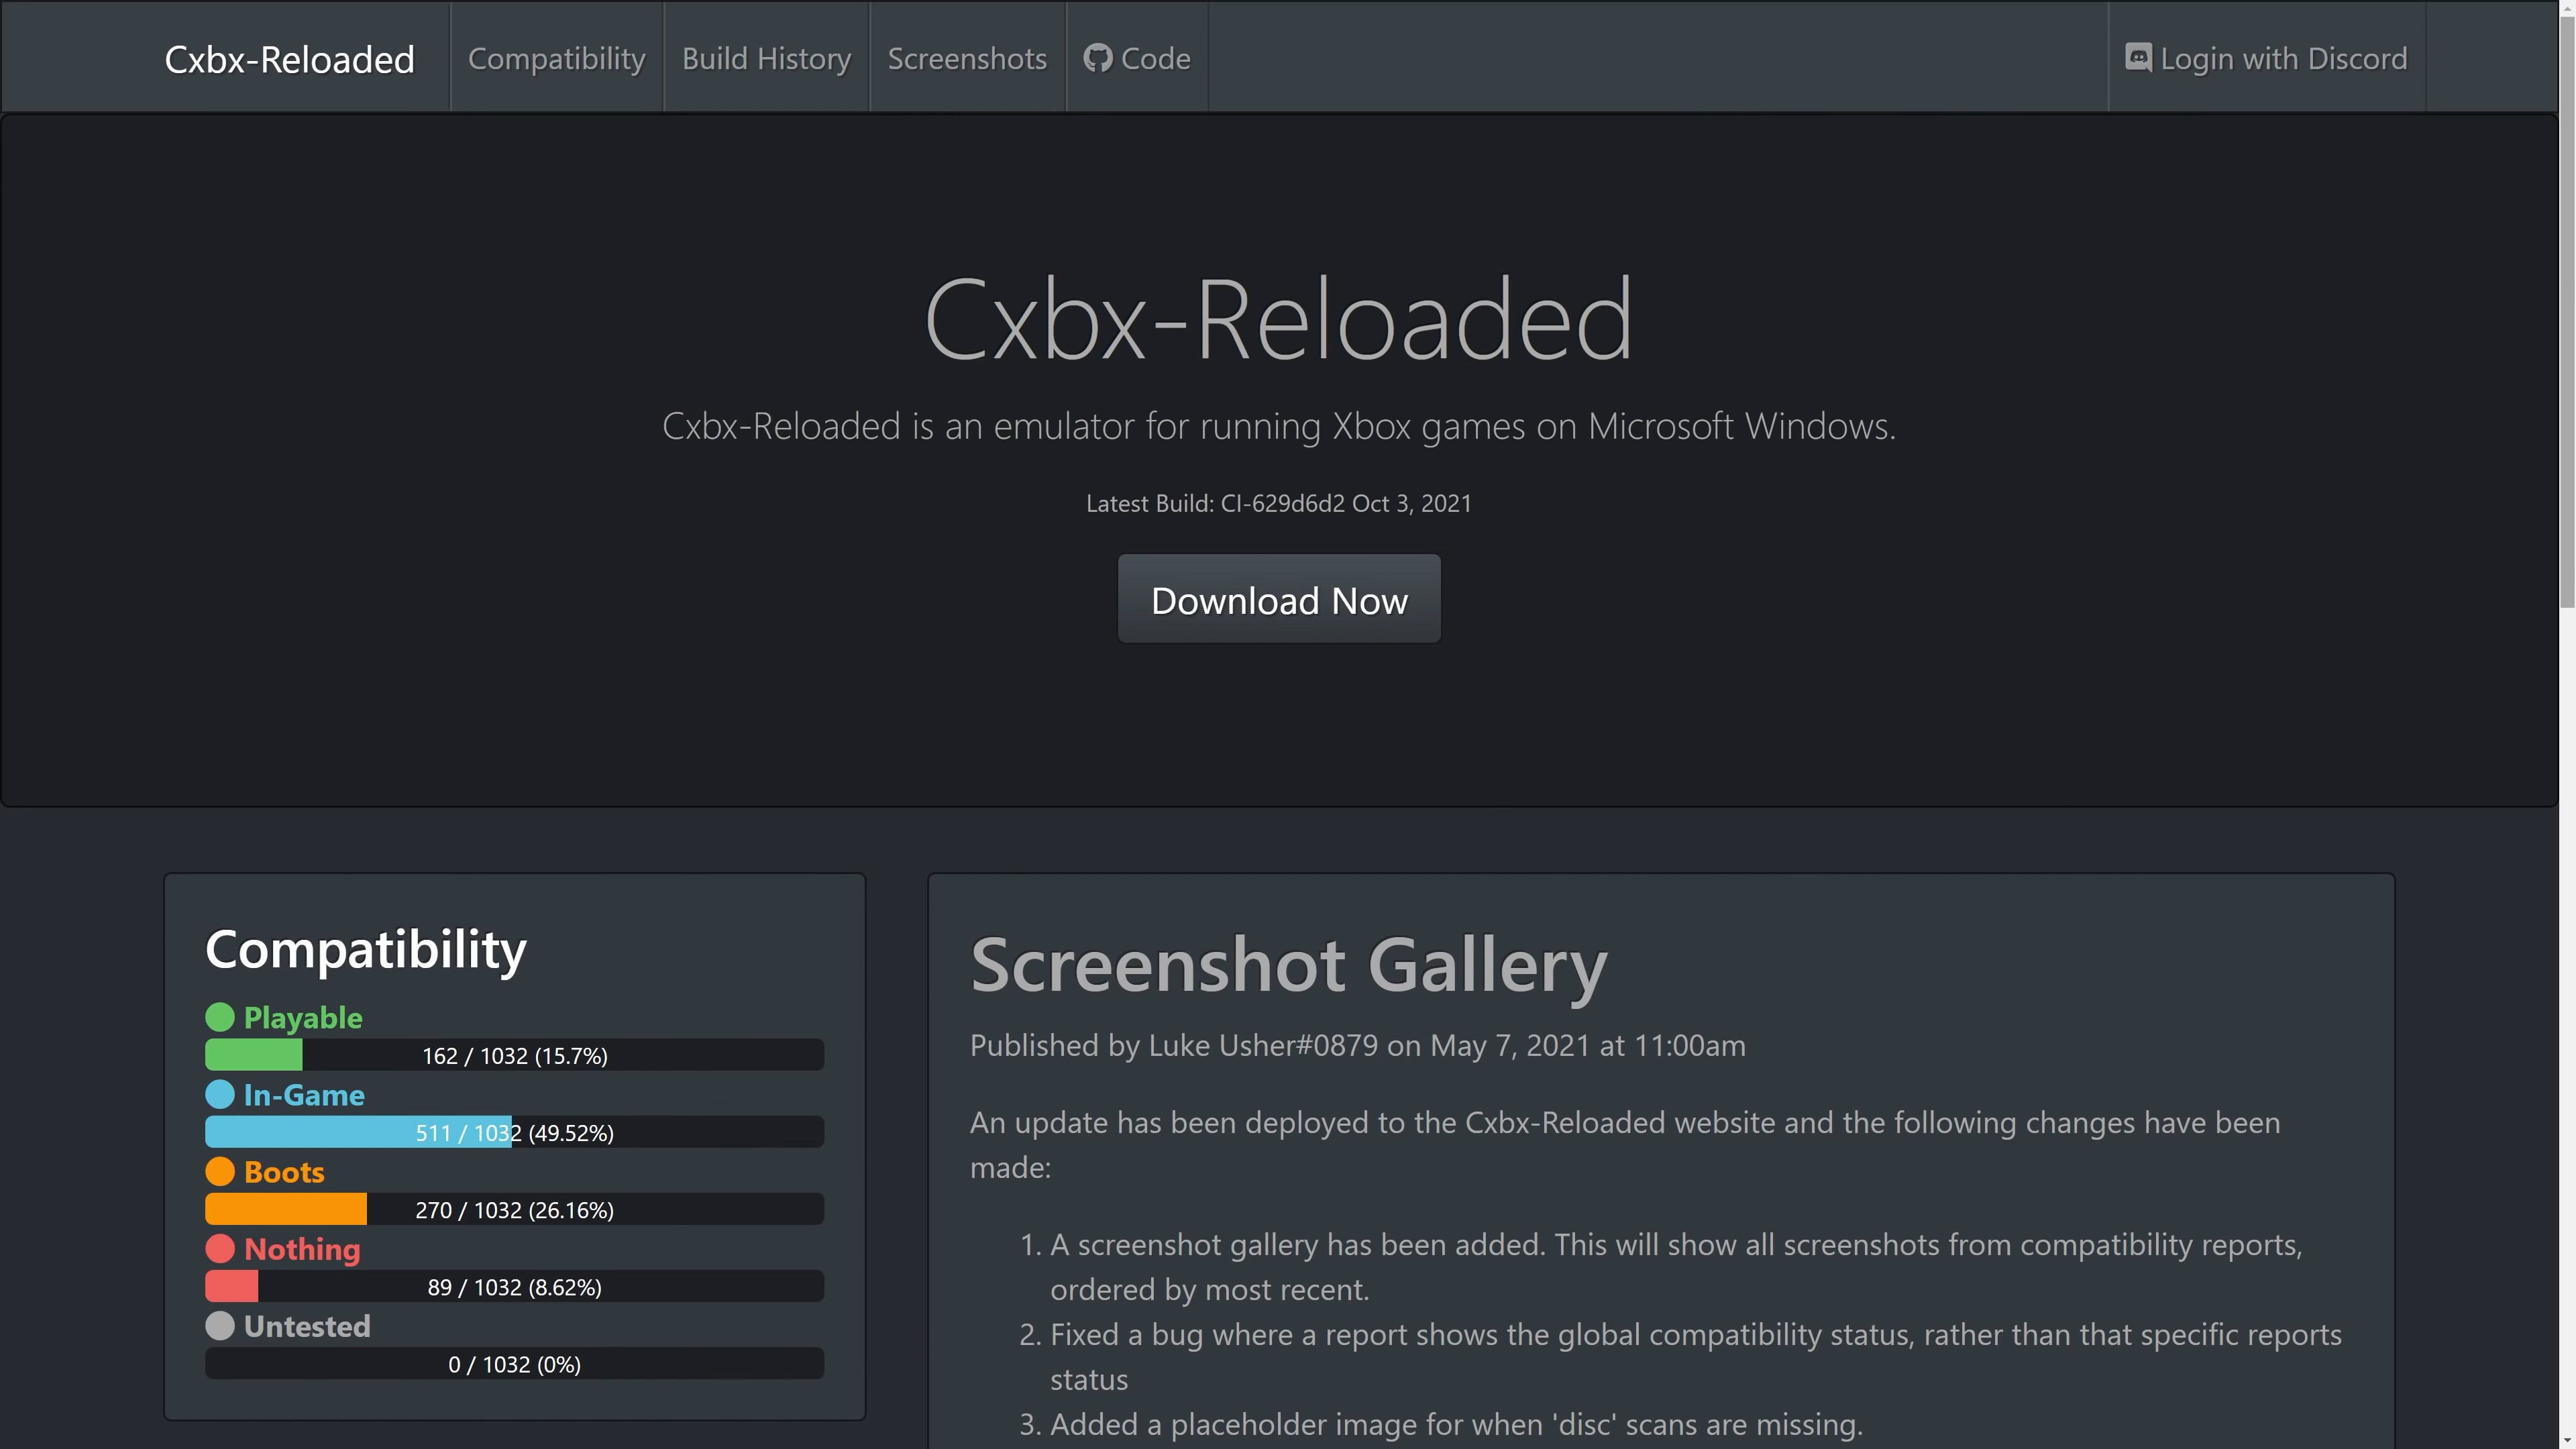 Cxbx-Reloaded
Compatibility
Build History
Screenshots
Code
Login with Discord
Cxbx-Reloaded
Cxbx-Reloaded is an emulator for running Xbox games on Microsoft Windows.
Latest Build: CI-629d6d2 Oct 3, 2021
Download Now
Compatibility
Playable
162 / 1032 (15.7%)
In-Game
511 / 1032 (49.52%)
Boots
270 / 1032 (26.16%)
Nothing
89 / 1032 (8.62%)
Untested
0 / 1032 (0%)
Screenshot Gallery
Published by Luke Usher#0879 on May 7, 2021 at 11:00am
An update has been deployed to the Cxbx-Reloaded website and the following changes have been
made:
1. A screenshot gallery has been added. This will show all screenshots from compatibility reports,
ordered by most recent.
2. Fixed a bug where a report shows the global compatibility status, rather than that specific reports
status
3. Added a placeholder image for when 'disc' scans are missing.